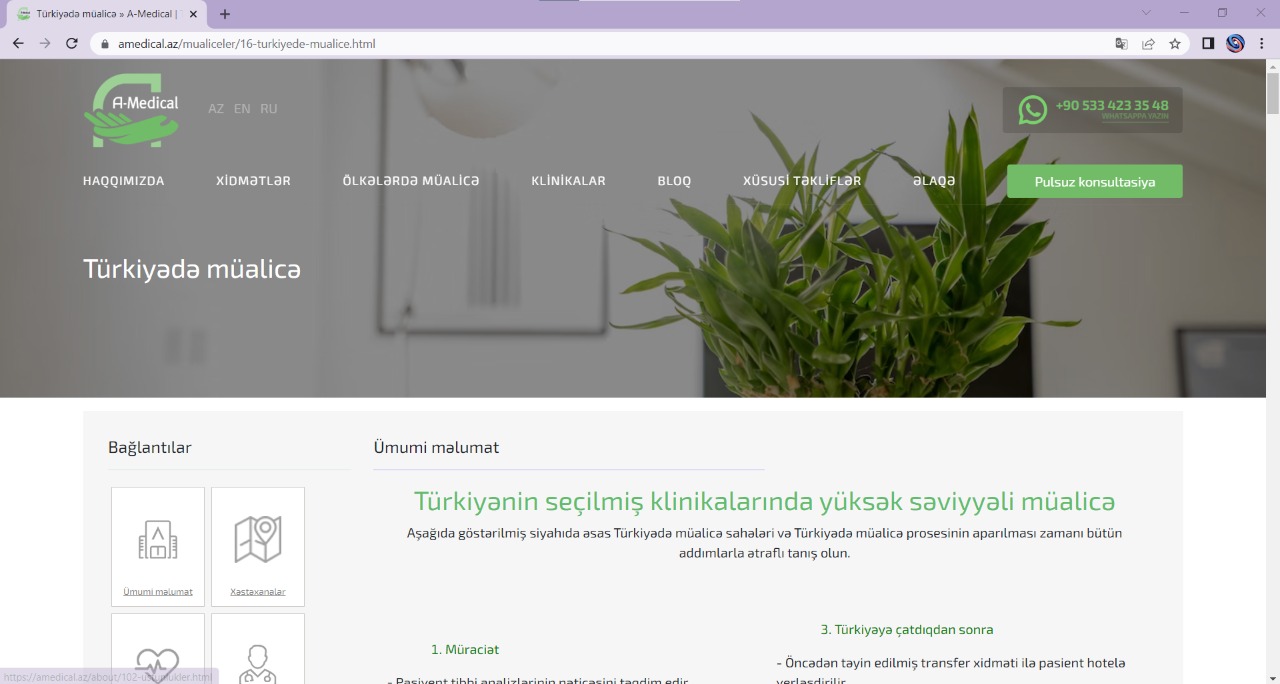 Türkiyədə müalicə » A-Medical |
amedical.az/mualiceler/16-turkiyede-mualice.html
A-Medical
AZ EN RU
+90 533 423 35 48
WHATSAPPA YAZIN
HAQQIMIZDA XİDMƏTLƏR ÖLKƏLƏRDƏ MÜALİCƏ KLİNİKALAR BLOQ XÜSUSİ TƏKLİFLƏR ƏLAQƏ Pulsuz konsultasiya
Türkiyədə müalicə
Bağlantılar
Ümumi məlumat
Türkiyənin seçilmiş klinikalarında yüksək səviyyəli müalicə
Aşağıda göstərilmiş siyahıda əsas Türkiyədə müalicə sahələri və Türkiyədə müalicə prosesinin aparılması zamanı bütün
addımlarla ətraflı tanış olun.
Ümumi məlumat Xəstəxənalər
1. Müraciət
- Pasiyent tibbi analizlərinin nəticəsini təqdim edir
3. Türkiyəyə çatdıqdan sonra
- Öncədən təyin edilmiş transfer xidməti ilə pasient hotelə
yerləşdirilir
https://amedical.az/about/102-ustunlukler.html